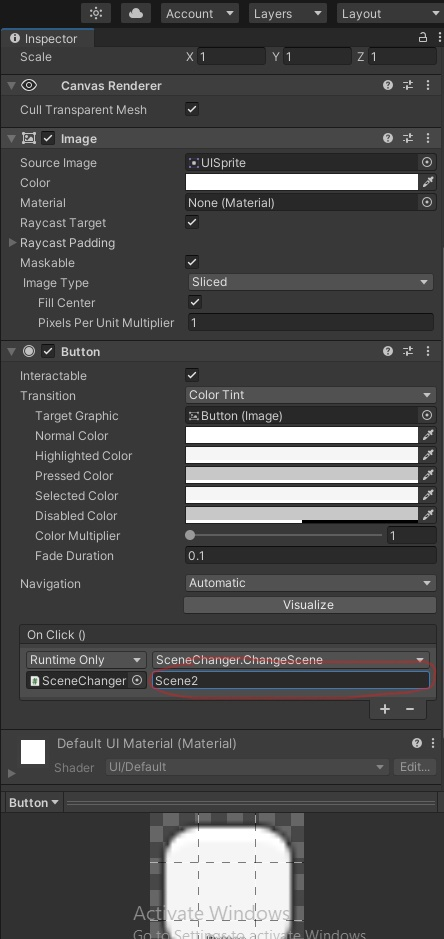 Account Layers Layout
Inspector
Scale X 1 Y 1 Z 1
Canvas Renderer
Cull Transparent Mesh
Image
Source Image UISprite
Color
Material None (Material)
Raycast Target
Raycast Padding
Maskable
Image Type Sliced
Fill Center
Pixels Per Unit Multiplier 1
Button
Interactable
Transition Color Tint
Target Graphic Button (Image)
Normal Color
Highlighted Color
Pressed Color
Selected Color
Disabled Color
Color Multiplier 1
Fade Duration 0.1
Navigation Automatic
Visualize
On Click ()
Runtime Only SceneChanger.ChangeScene
SceneChanger Scene2
Default UI Material (Material)
Shader UI/Default Edit...
Button
Activate Windows
Go to Settings to activate Windows